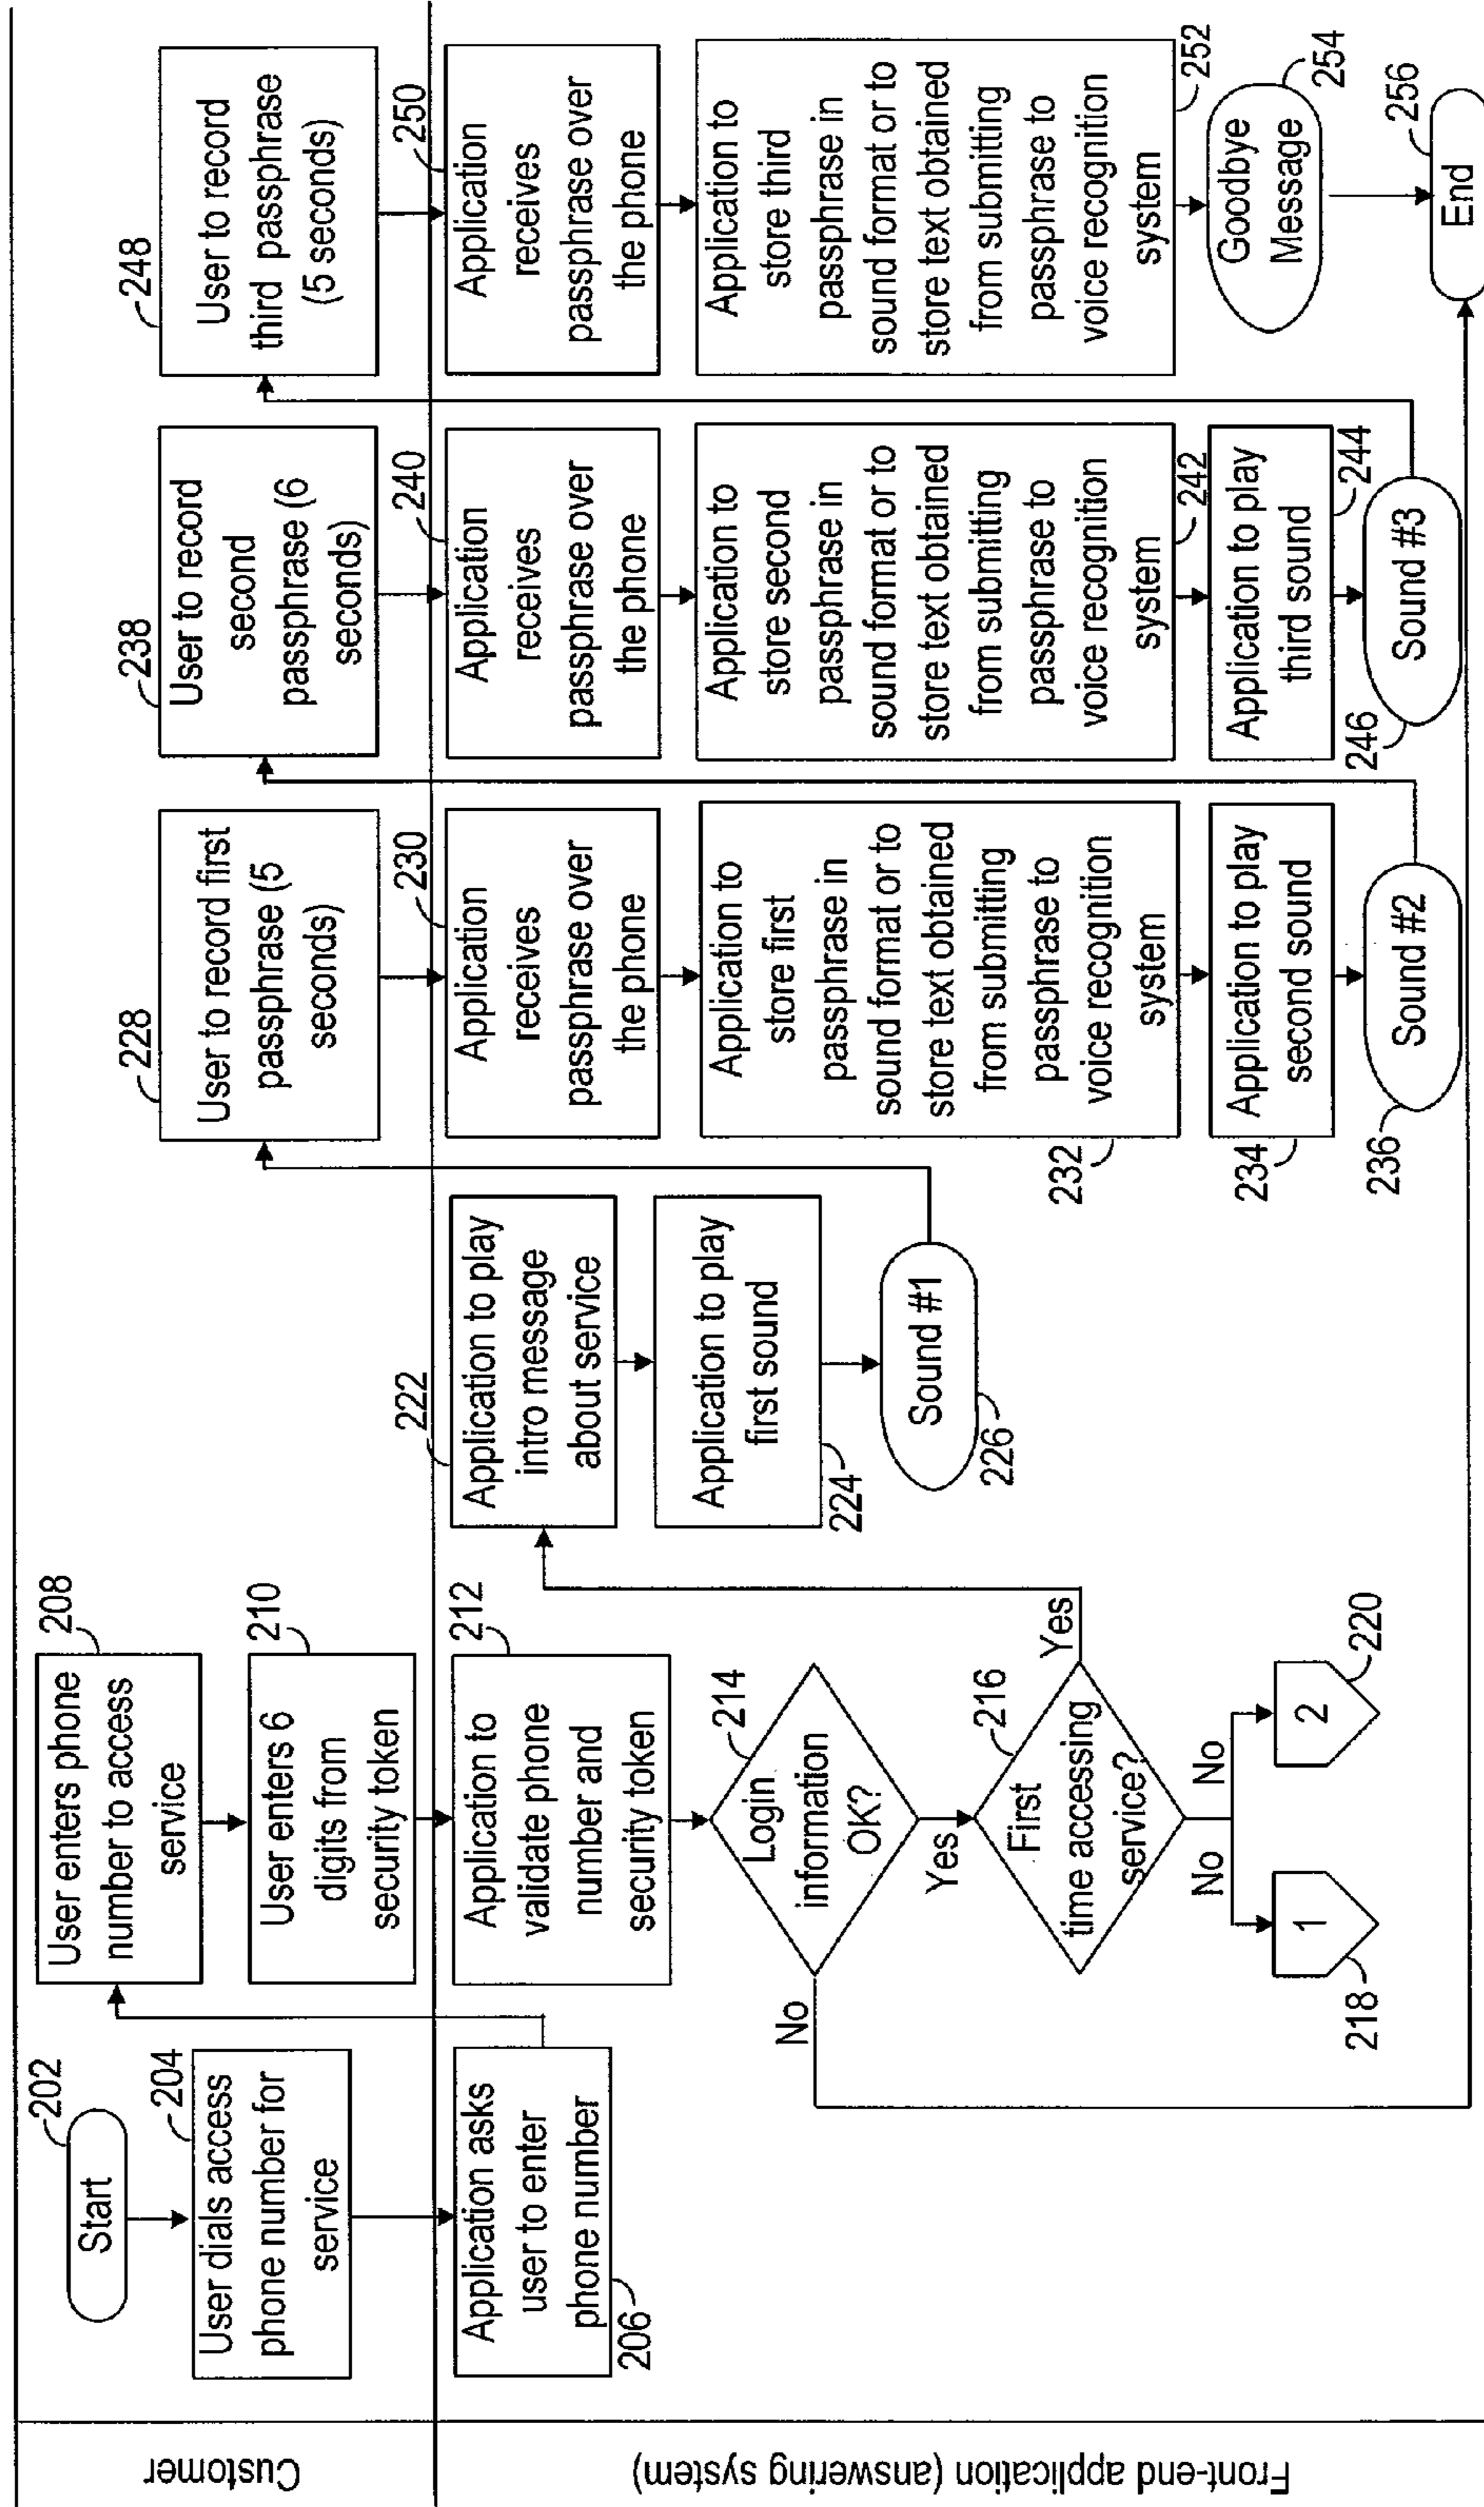 Customer
Front-end application (answering system)
202
Start
204
User dials access
phone number for
service
Application asks
user to enter
phone number
206
208
User enters phone
number to access
service
210
User enters 6
digits from
security token
212
Application to
validate phone
number and
security token
214
Login
information
OK?
No
Yes
216
First
time accessing
service?
Yes
No
No
1
218
2
220
222
Application to play
intro message
about service
Application to play
first sound
224
Sound #1
226
228
User to record first
passphrase (5
seconds)
230
Application
receives
passphrase over
the phone
Application to
store first
passphrase in
sound format or to
store text obtained
from submitting
passphrase to
voice recognition
system
232
Application to play
second sound
234
Sound #2
236
238
User to record
second
passphrase (6
seconds)
240
Application
receives
passphrase over
the phone
Application to
store second
passphrase in
sound format or to
store text obtained
from submitting
passphrase to
voice recognition
system
242
Application to play
third sound
244
Sound #3
246
248
User to record
third passphrase
(5 seconds)
250
Application
receives
passphrase over
the phone
Application to
store third
passphrase in
sound format or to
store text obtained
from submitting
passphrase to
voice recognition
system
252
Goodbye
Message
254
256
End